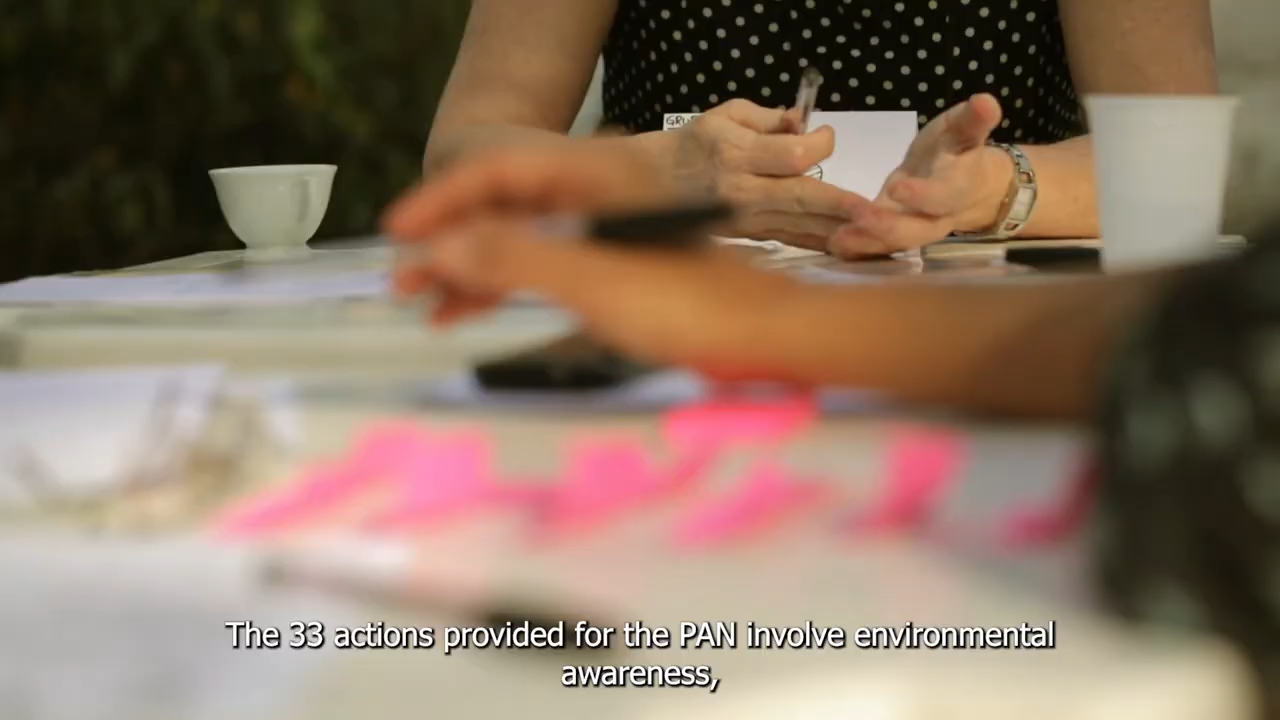 The 33 actions provided for the PAN involve environmental
awareness,